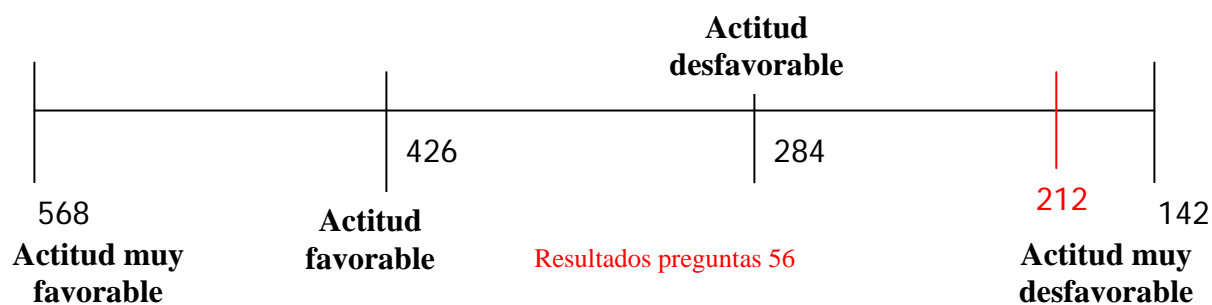 Actitud
desfavorable
426
284
568
212
142
Actitud muy
favorable
Actitud
favorable
Resultados preguntas 56
Actitud muy
desfavorable